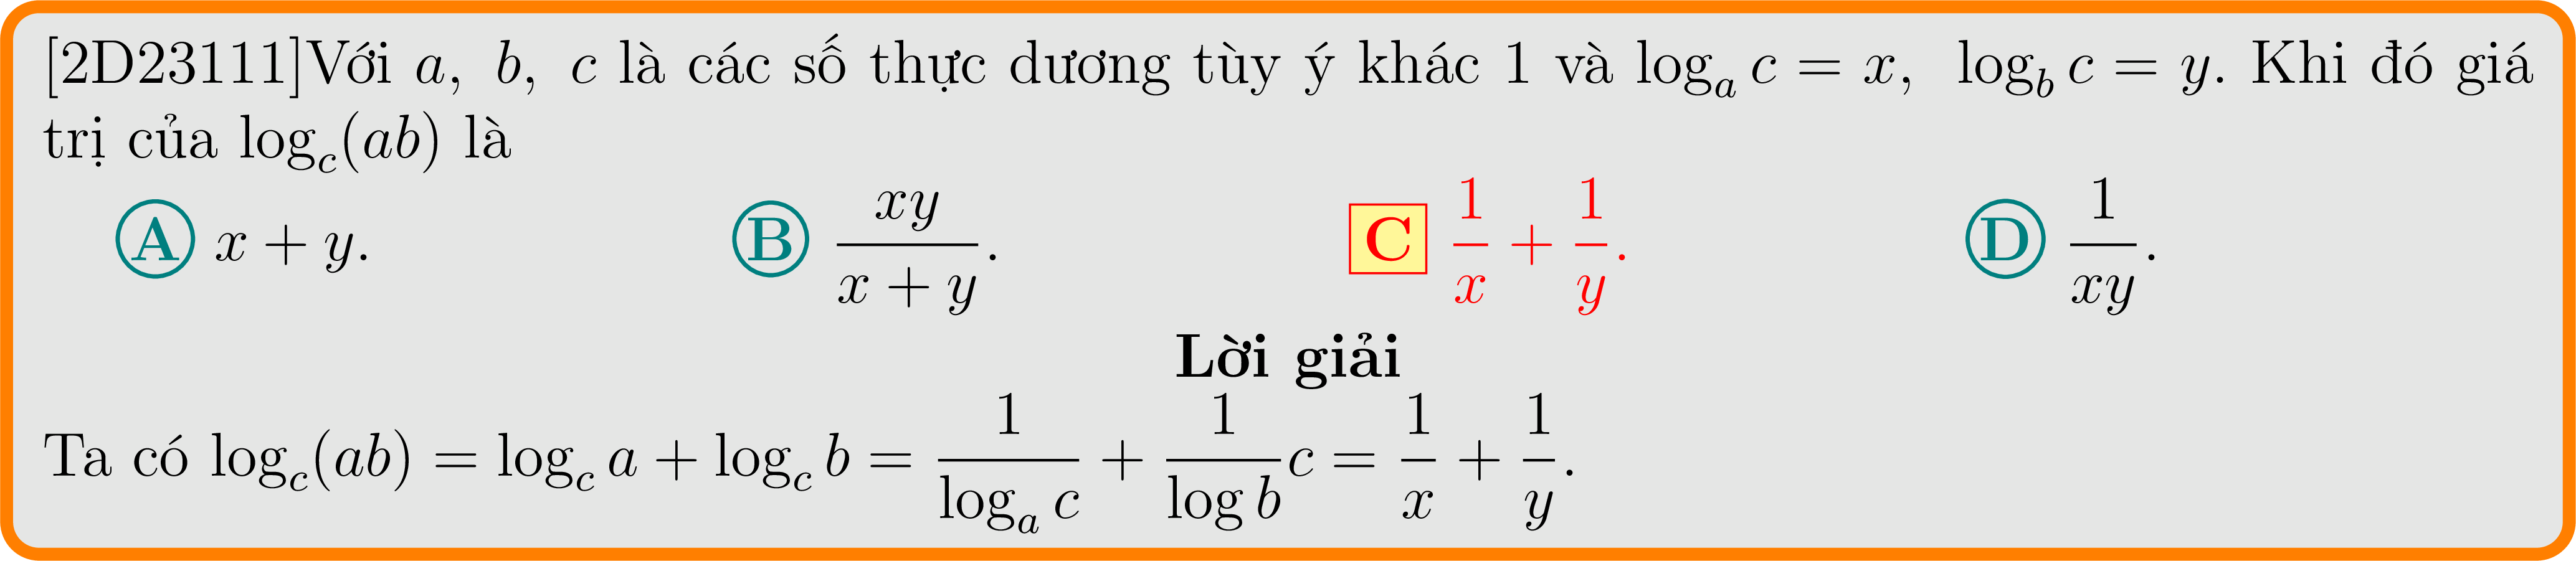 [2D23111]Với a, b, c là các số thực dương tùy ý khác 1 và log_a c = x, log_b c = y. Khi đó giá
trị của log_c(ab) là
A x + y. B \frac{xy}{x + y}. C \frac{1}{x} + \frac{1}{y}. D \frac{1}{xy}.
Lời giải
Ta có log_c(ab) = log_c a + log_c b = \frac{1}{log_a c} + \frac{1}{log b}c = \frac{1}{x} + \frac{1}{y}.